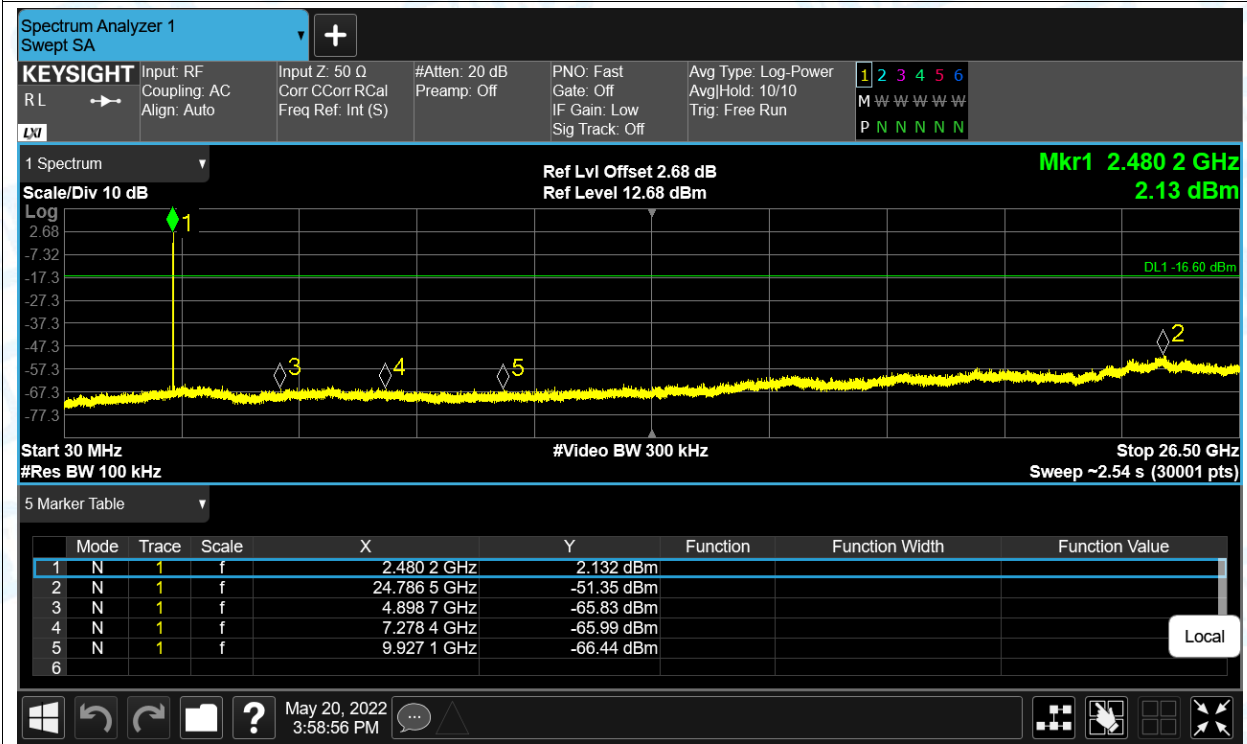 Spectrum Analyzer 1
Swept SA
+
KEYSIGHT
R L
LXI
Input: RF
Coupling: AC
Align: Auto
Input Z: 50 Ω
Corr CCorr RCal
Freq Ref: Int (S)
#Atten: 20 dB
Preamp: Off
PNO: Fast
Gate: Off
IF Gain: Low
Sig Track: Off
Avg Type: Log-Power
Avg|Hold: 10/10
Trig: Free Run
1 2 3 4 5 6
M W W W W W
P N N N N N
1 Spectrum
Scale/Div 10 dB
Ref Lvl Offset 2.68 dB
Ref Level 12.68 dBm
Mkr1 2.480 2 GHz
2.13 dBm
Log
2.68
-7.32
-17.3
-27.3
-37.3
-47.3
-57.3
-67.3
-77.3
1
DL1 -16.60 dBm
2
3
4
5
Start 30 MHz
#Video BW 300 kHz
Stop 26.50 GHz
#Res BW 100 kHz
Sweep ~2.54 s (30001 pts)
5 Marker Table
Mode Trace Scale X Y Function Function Width Function Value
1 N 1 f 2.480 2 GHz 2.132 dBm
2 N 1 f 24.786 5 GHz -51.35 dBm
3 N 1 f 4.898 7 GHz -65.83 dBm
4 N 1 f 7.278 4 GHz -65.99 dBm
5 N 1 f 9.927 1 GHz -66.44 dBm
6
Local
?
May 20, 2022
3:58:56 PM